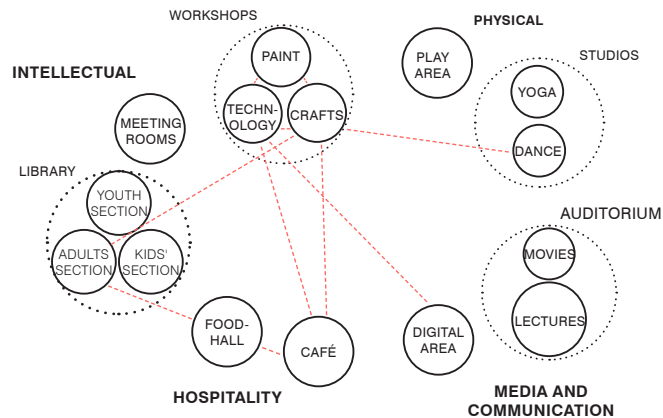 WORKSHOPS
PHYSICAL
PAINT
PLAY
AREA
STUDIOS
INTELLECTUAL
YOGA
TECHN-
OLOGY
CRAFTS
MEETING
ROOMS
DANCE
LIBRARY
YOUTH
SECTION
AUDITORIUM
ADULTS
SECTION
KIDS'
SECTION
MOVIES
LECTURES
FOOD-
HALL
CAFÉ
DIGITAL
AREA
HOSPITALITY
MEDIA AND
COMMUNICATION